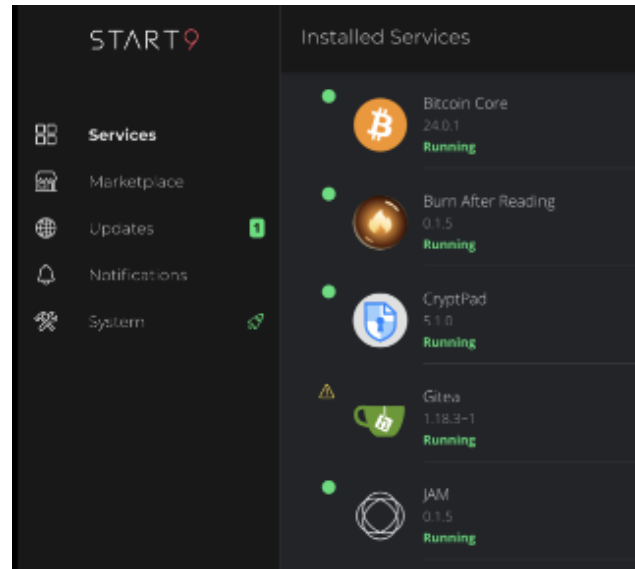 START9
Services
Marketplace
Updates 1
Notifications
System
Installed Services
Bitcoin Core
24.0.1
Running
Burn After Reading
0.1.5
Running
CryptPad
5.1.0
Running
Gitea
1.18.3~1
Running
JAM
0.1.5
Running